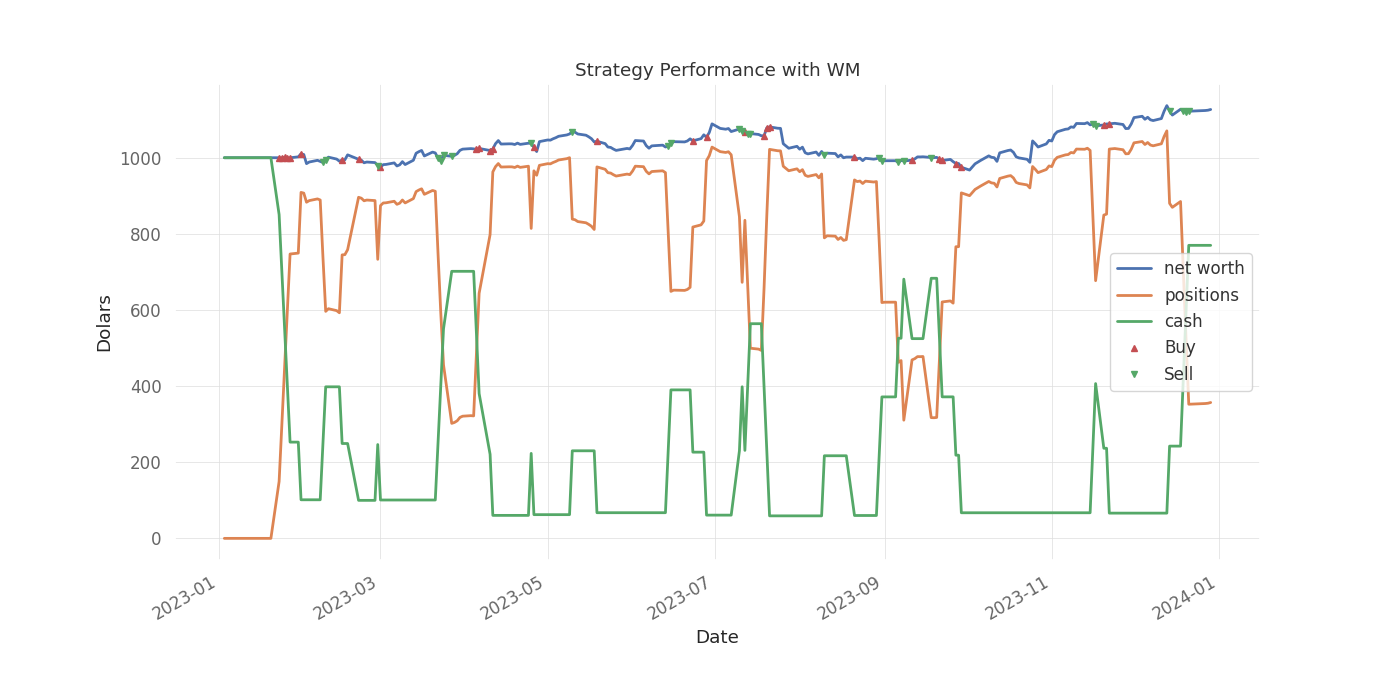 Strategy Performance with WM
Dolars
1000
800
600
400
200
0
net worth
positions
cash
Buy
Sell
2023-01
2023-03
2023-05
2023-07
2023-09
2023-11
2024-01
Date